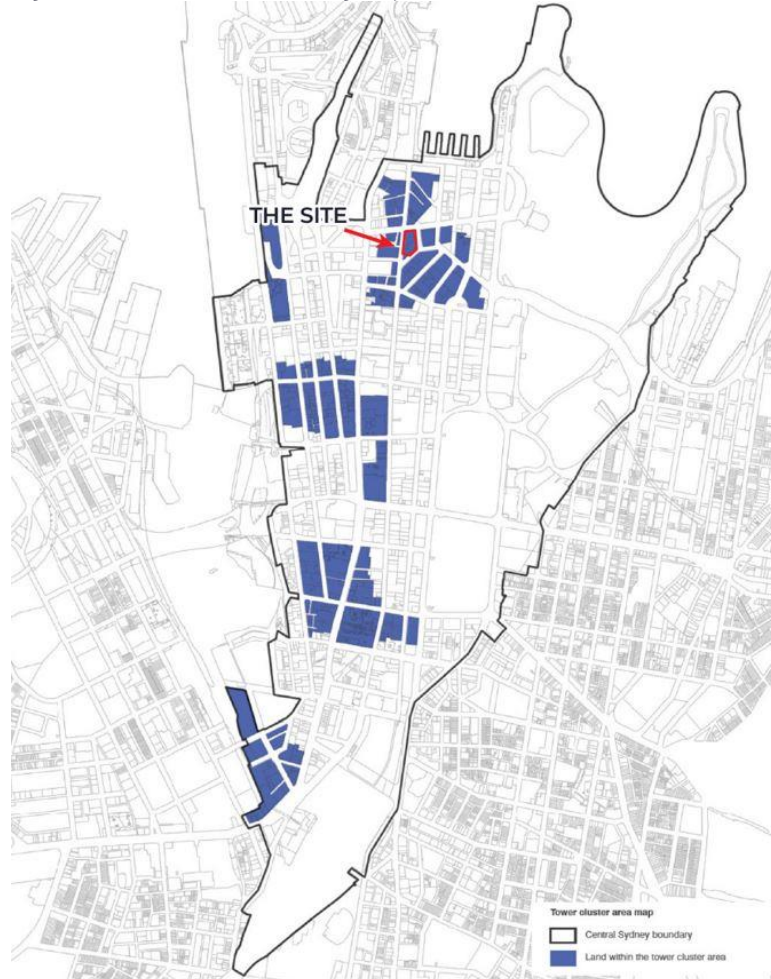 THE SITE
Tower cluster area map
Central Sydney boundary
Land within the tower cluster area